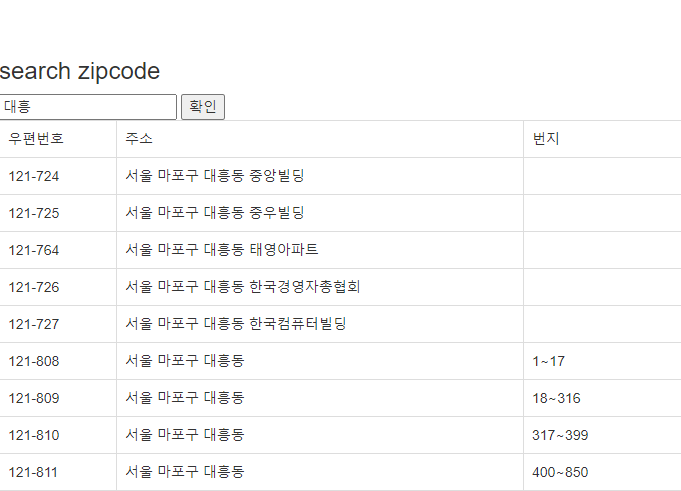 search zipcode
대흥 확인
우편번호 주소 번지
121-724 서울 마포구 대흥동 중앙빌딩
121-725 서울 마포구 대흥동 중우빌딩
121-764 서울 마포구 대흥동 태영아파트
121-726 서울 마포구 대흥동 한국경영자총협회
121-727 서울 마포구 대흥동 한국컴퓨터빌딩
121-808 서울 마포구 대흥동 1~17
121-809 서울 마포구 대흥동 18~316
121-810 서울 마포구 대흥동 317~399
121-811 서울 마포구 대흥동 400~850